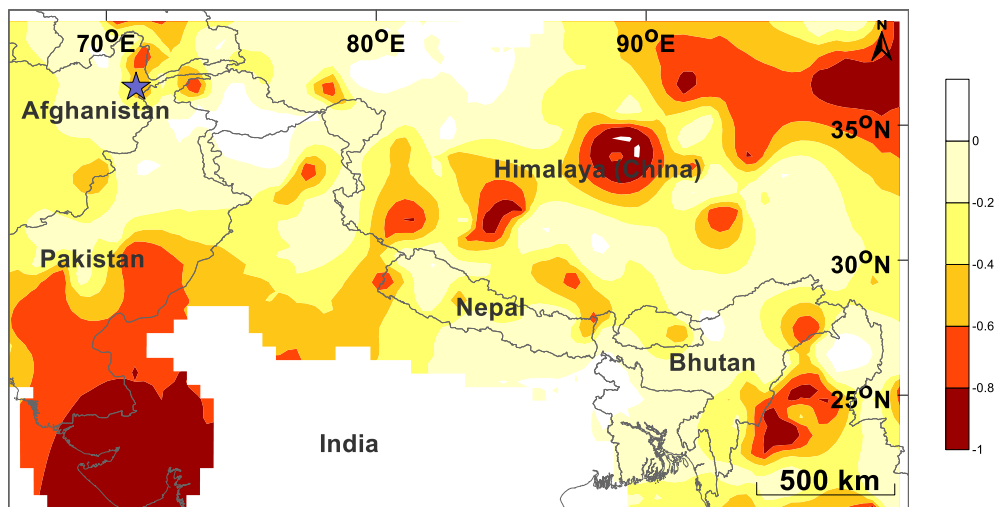 N
70°E 80°E 90°E
Afghanistan
35°N
Himalaya (China)
Pakistan
30°N
Nepal
Bhutan
25°N
India
500 km
0
-0.2
-0.4
-0.6
-0.8
-1